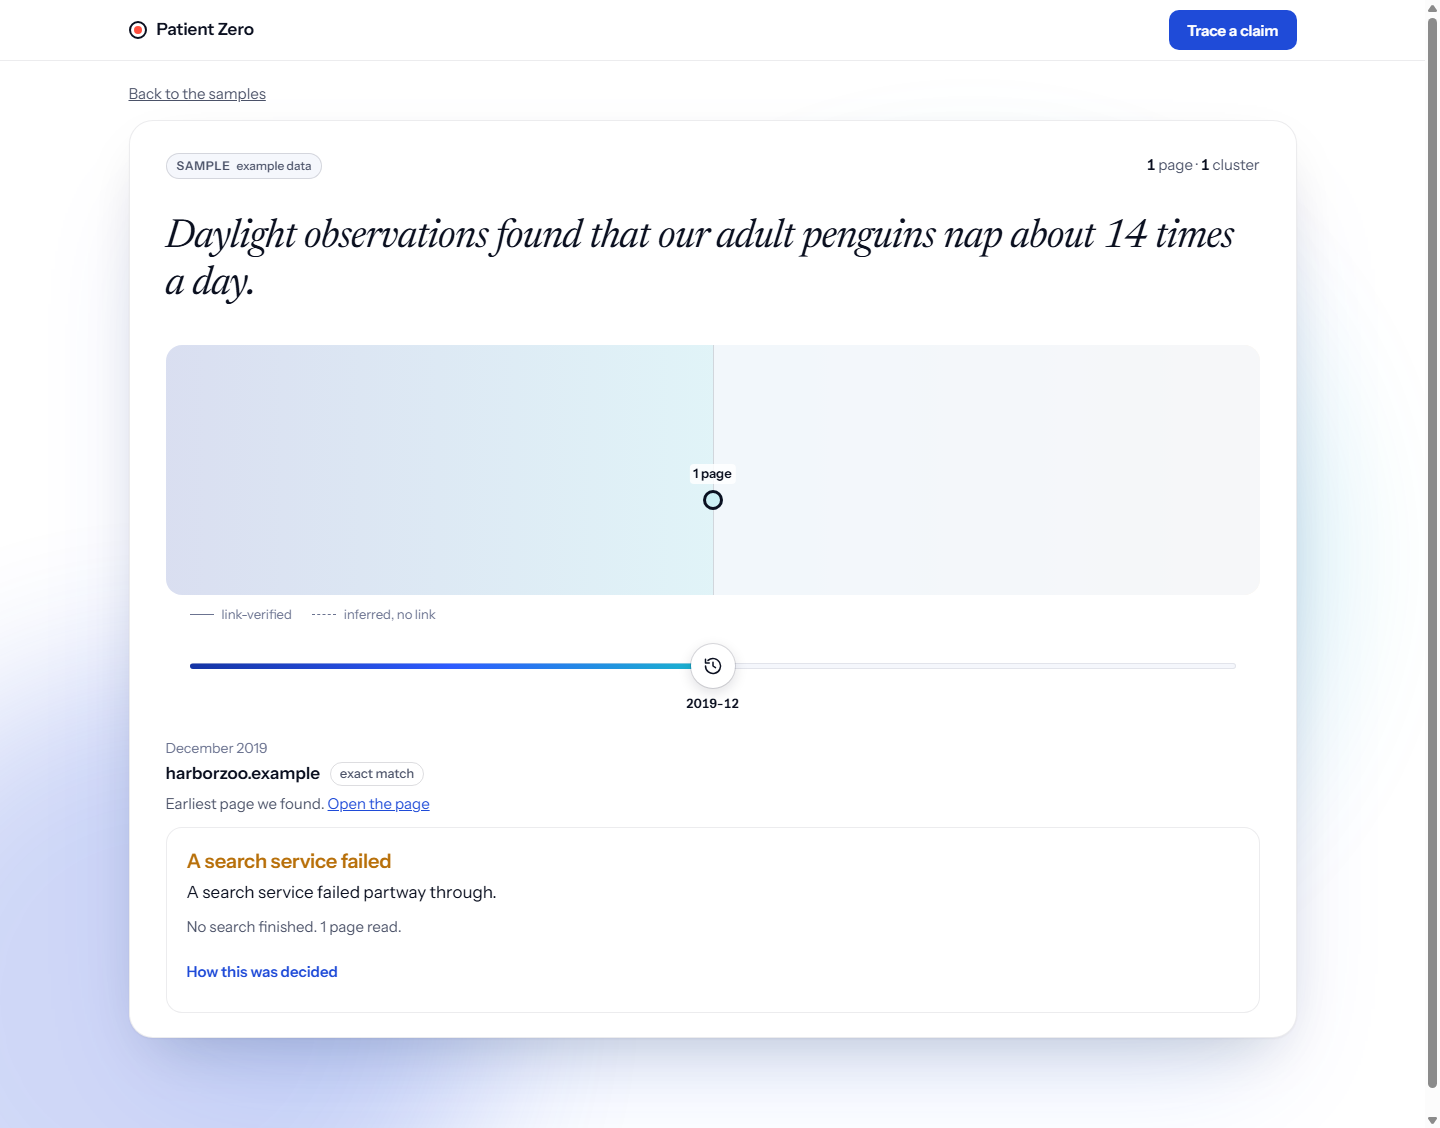 Patient Zero
Trace a claim
Back to the samples
SAMPLE example data
1 page · 1 cluster
Daylight observations found that our adult penguins nap about 14 times
a day.
1 page
link-verified
inferred, no link
2019-12
December 2019
harborzoo.example exact match
Earliest page we found. Open the page
A search service failed
A search service failed partway through.
No search finished. 1 page read.
How this was decided